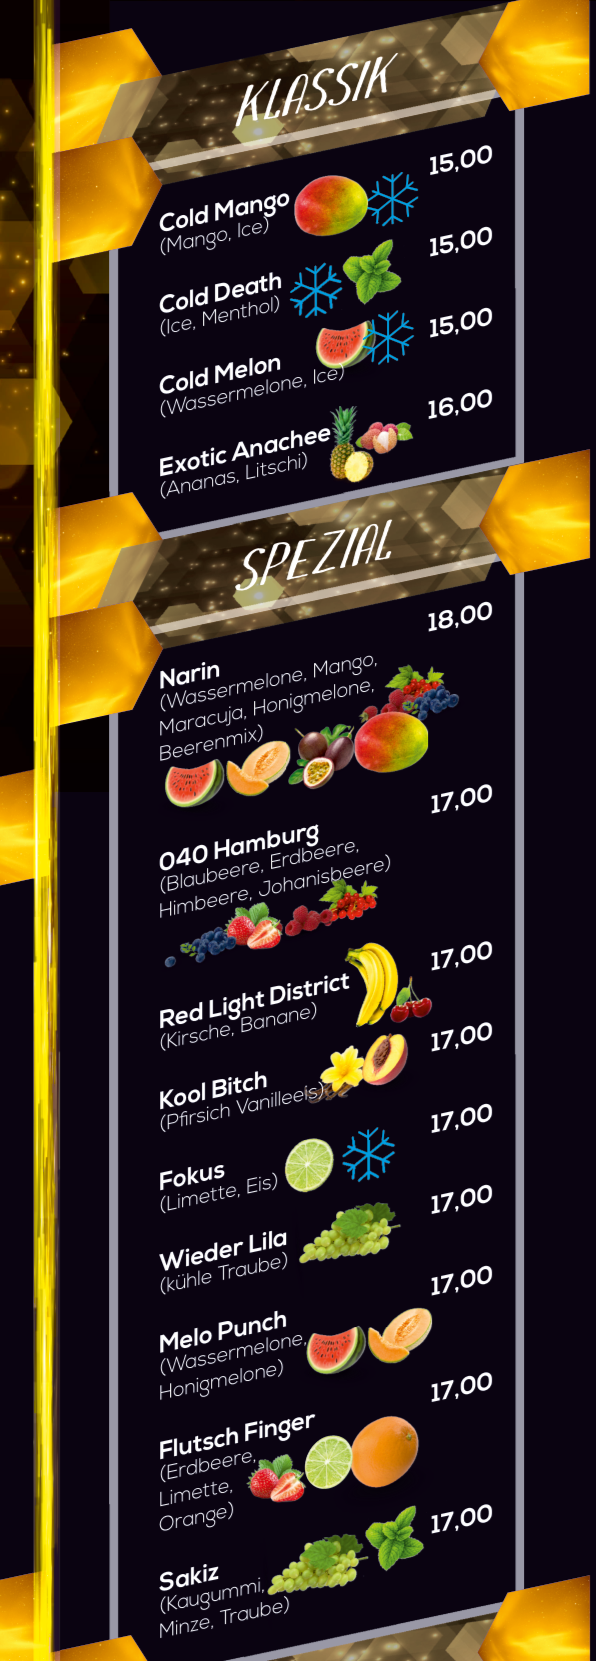 KLASSIK
15,00
Cold Mango
(Mango, Ice)
15,00
Cold Death
(Ice, Menthol)
15,00
Cold Melon
(Wassermelone, Ice)
16,00
Exotic Anachee
(Ananas, Litschi)
SPEZIAL
18,00
Narin
(Wassermelone, Mango,
Maracuja, Honigmelone,
Beerenmix)
17,00
040 Hamburg
(Blaubeere, Erdbeere,
Himbeere, Johanisbeere)
17,00
Red Light District
(Kirsche, Banane)
17,00
Kool Bitch
(Pfirsich Vanilleeis)
17,00
Fokus
(Limette, Eis)
17,00
Wieder Lila
(kühle Traube)
17,00
Melo Punch
(Wassermelone,
Honigmelone)
17,00
Flutsch Finger
(Erdbeere,
Limette,
Orange)
17,00
Sakiz
(Kaugummi,
Minze, Traube)